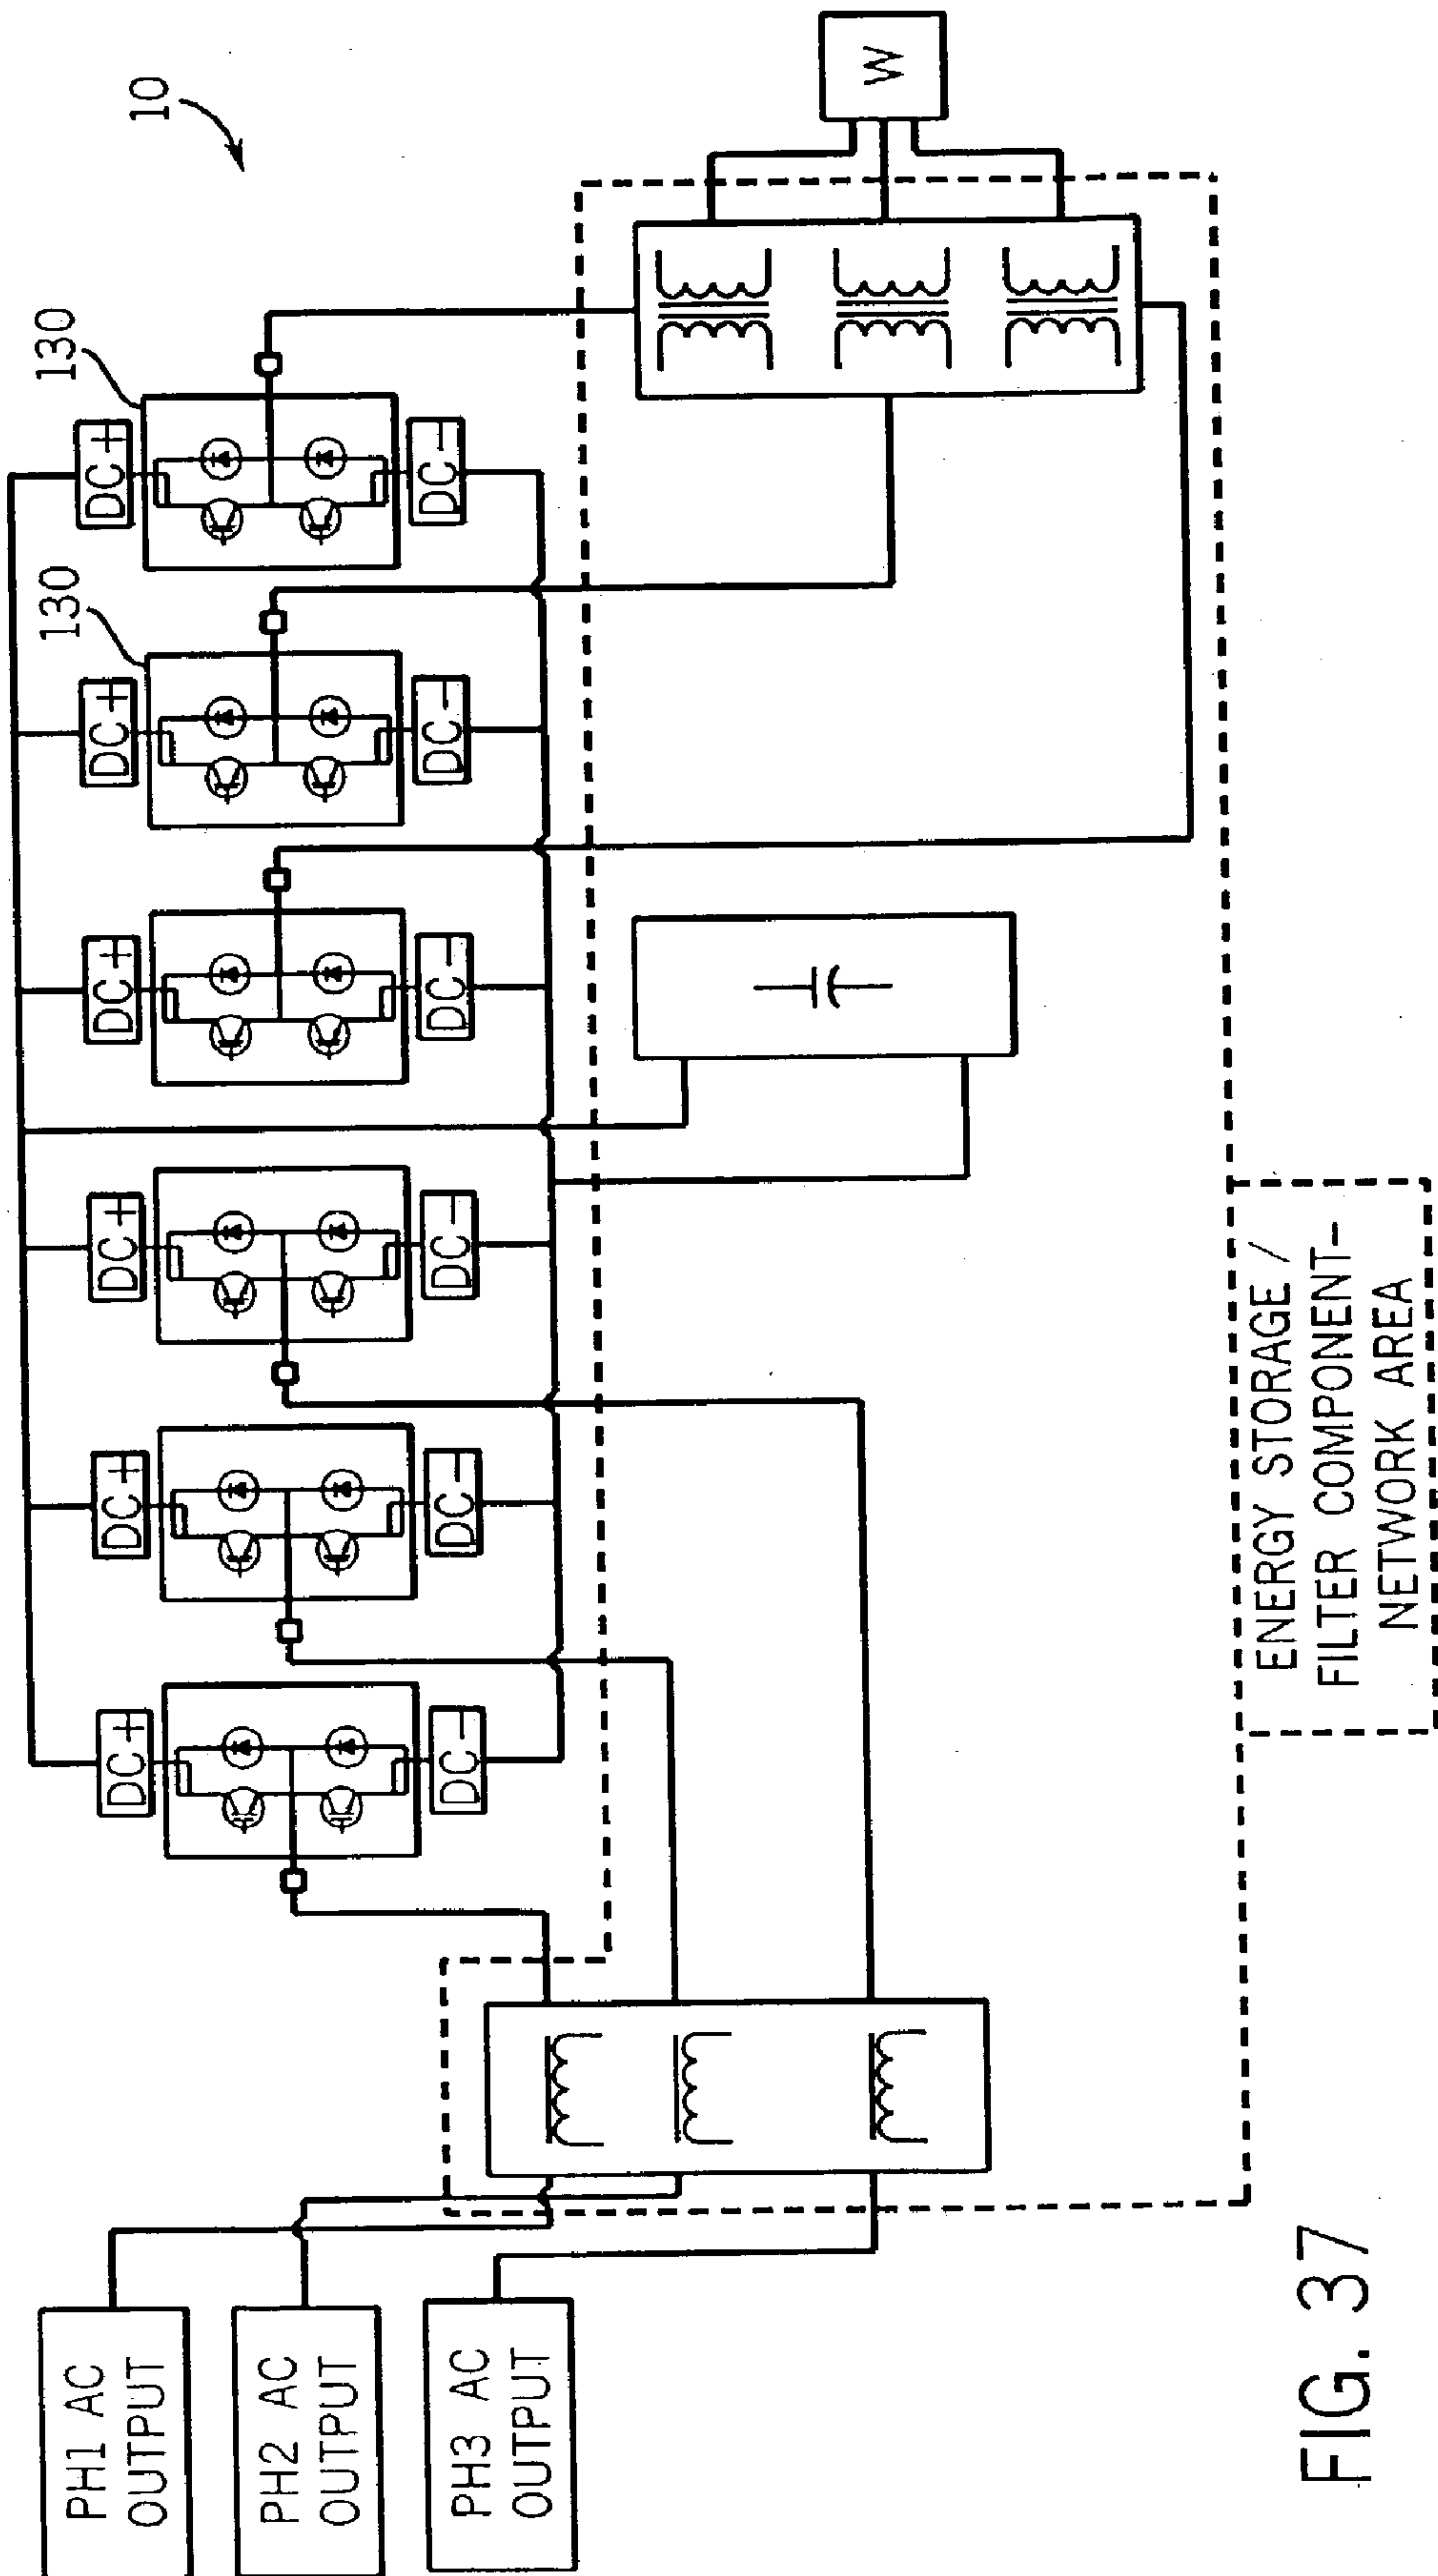 10
130
130
DC+
DC+
DC+
DC+
DC+
DC+
DC-
DC-
DC-
DC-
DC-
DC-
W
PH1 AC
OUTPUT
PH2 AC
OUTPUT
PH3 AC
OUTPUT
ENERGY STORAGE /
FILTER COMPONENT-
NETWORK AREA
FIG. 37